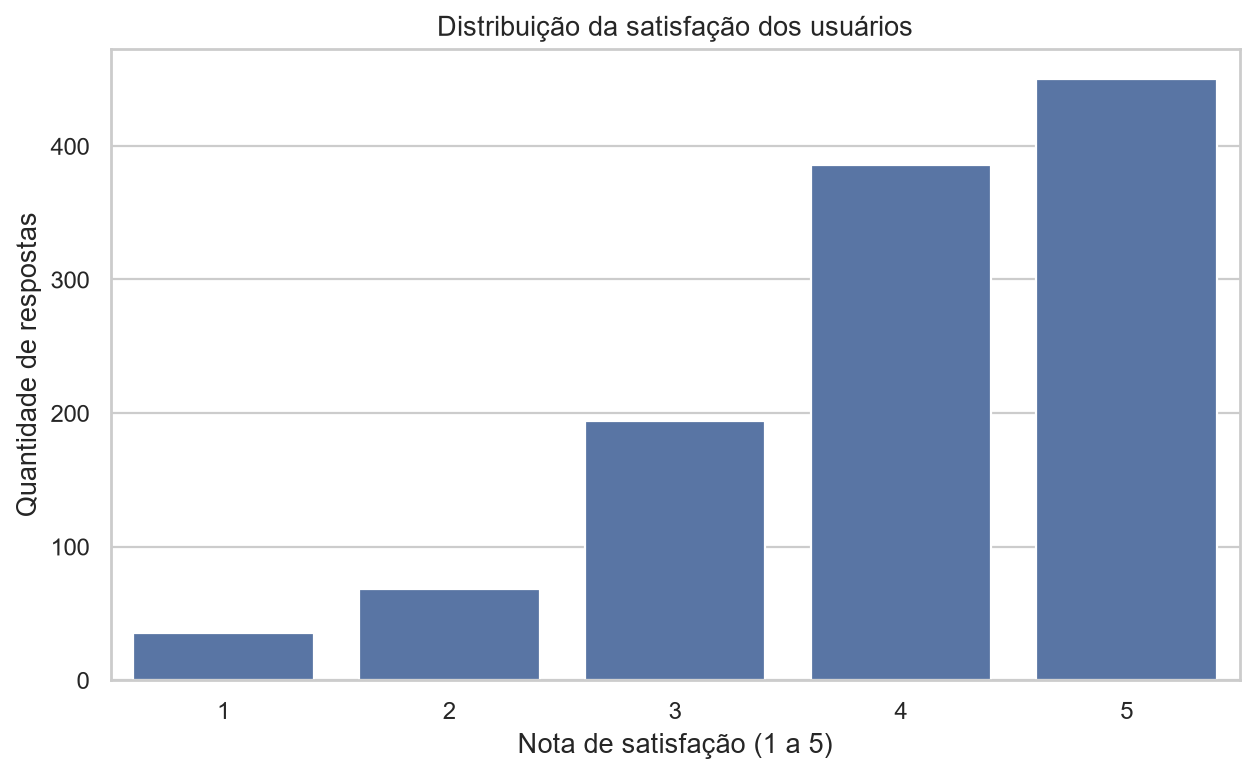 Distribuição da satisfação dos usuários
Quantidade de respostas
400
300
200
100
0
1 2 3 4 5
Nota de satisfação (1 a 5)